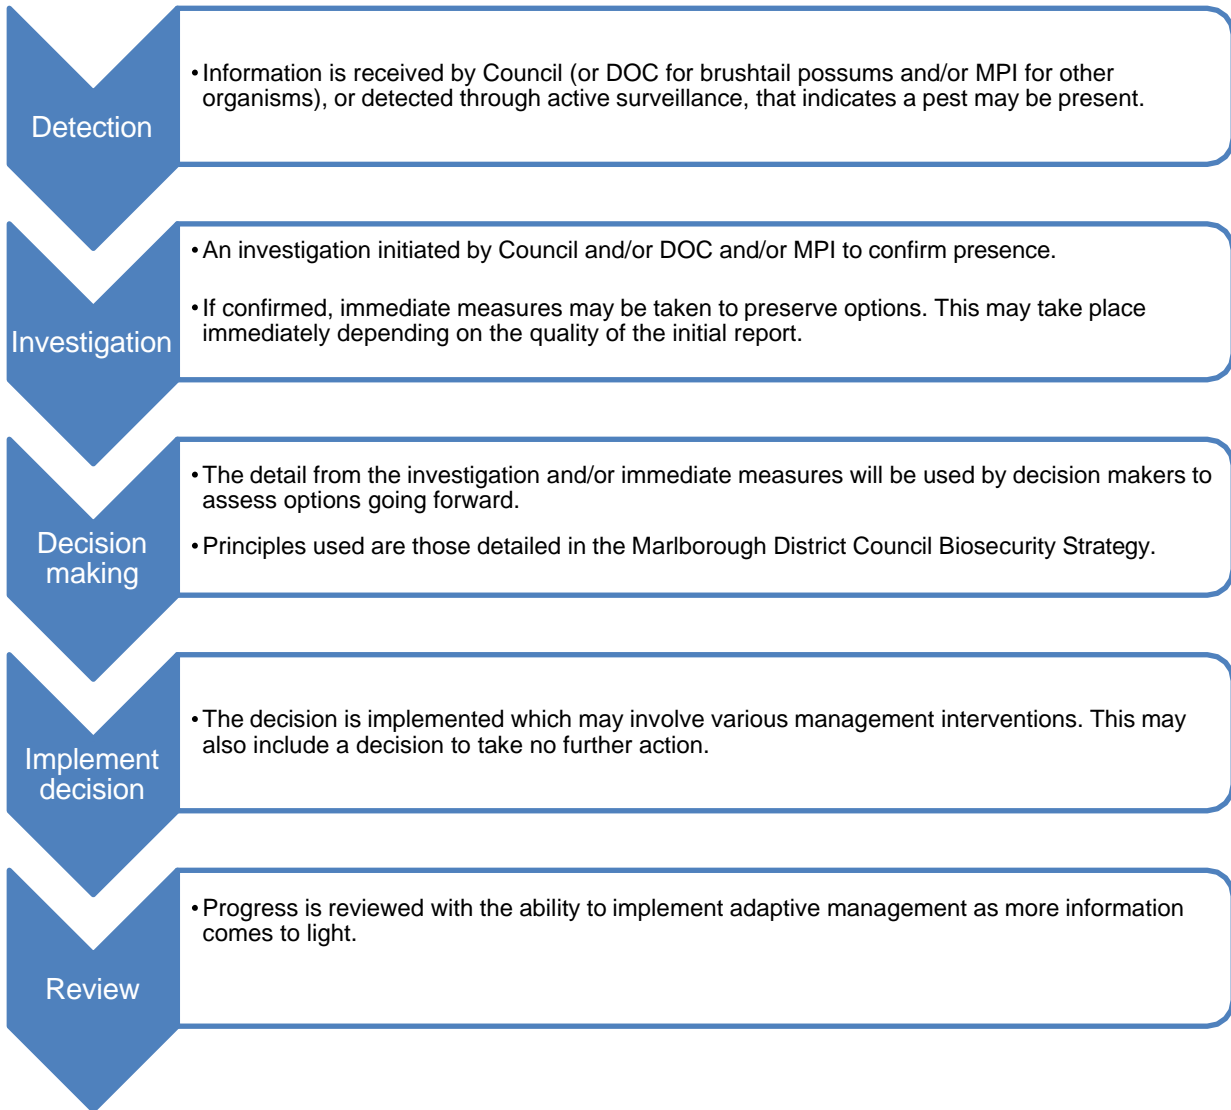 Detection
• Information is received by Council (or DOC for brushtail possums and/or MPI for other
organisms), or detected through active surveillance, that indicates a pest may be present.
Investigation
• An investigation initiated by Council and/or DOC and/or MPI to confirm presence.
• If confirmed, immediate measures may be taken to preserve options. This may take place
immediately depending on the quality of the initial report.
Decision
making
• The detail from the investigation and/or immediate measures will be used by decision makers to
assess options going forward.
• Principles used are those detailed in the Marlborough District Council Biosecurity Strategy.
Implement
decision
• The decision is implemented which may involve various management interventions. This may
also include a decision to take no further action.
Review
• Progress is reviewed with the ability to implement adaptive management as more information
comes to light.